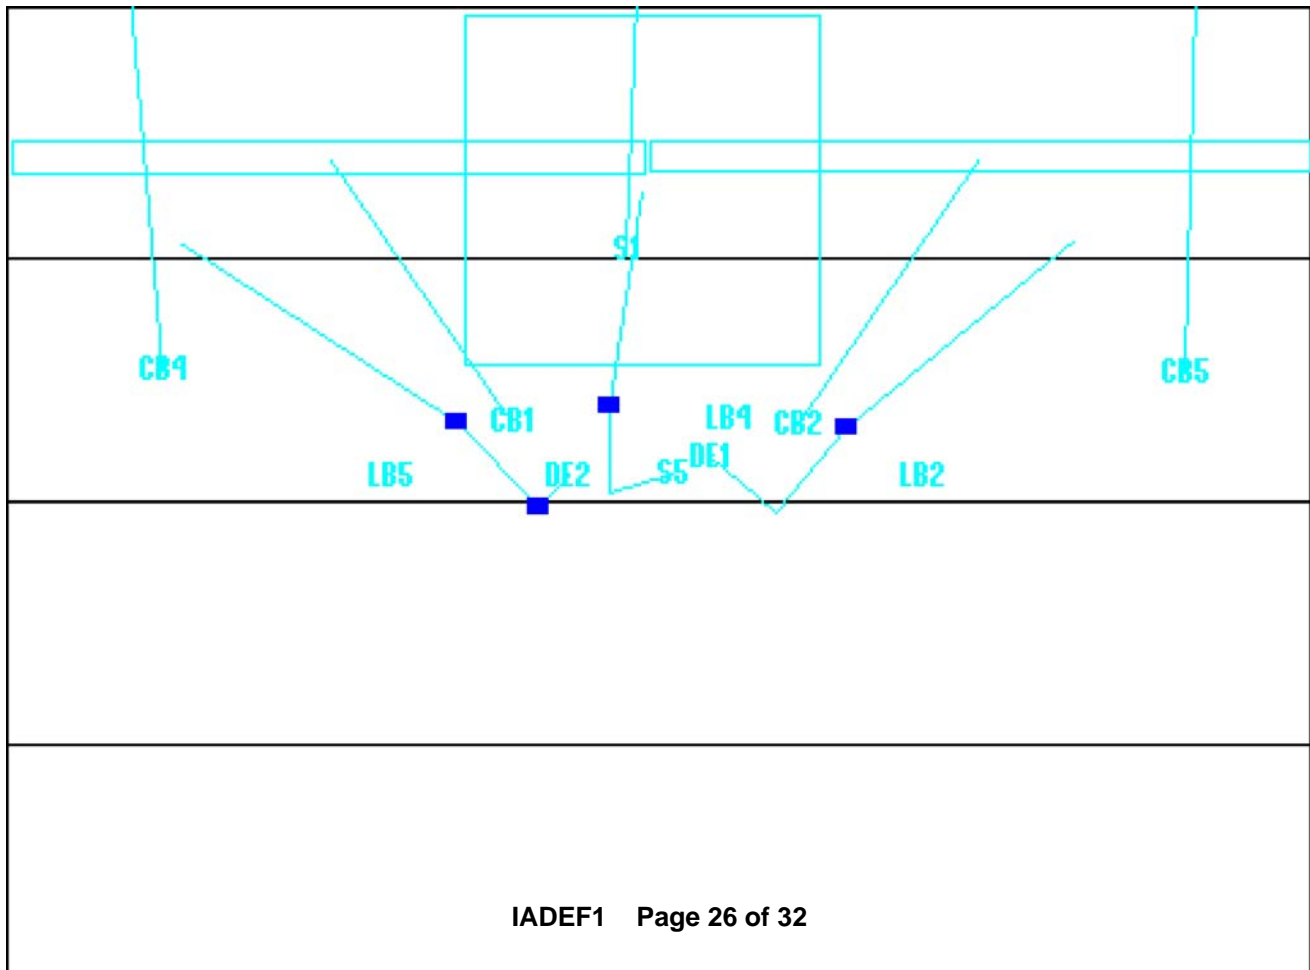 S1
CB4
CB5
CB1
LB4
CB2
DE1
S5
LB5
DE2
LB2
IADEF1 Page 26 of 32